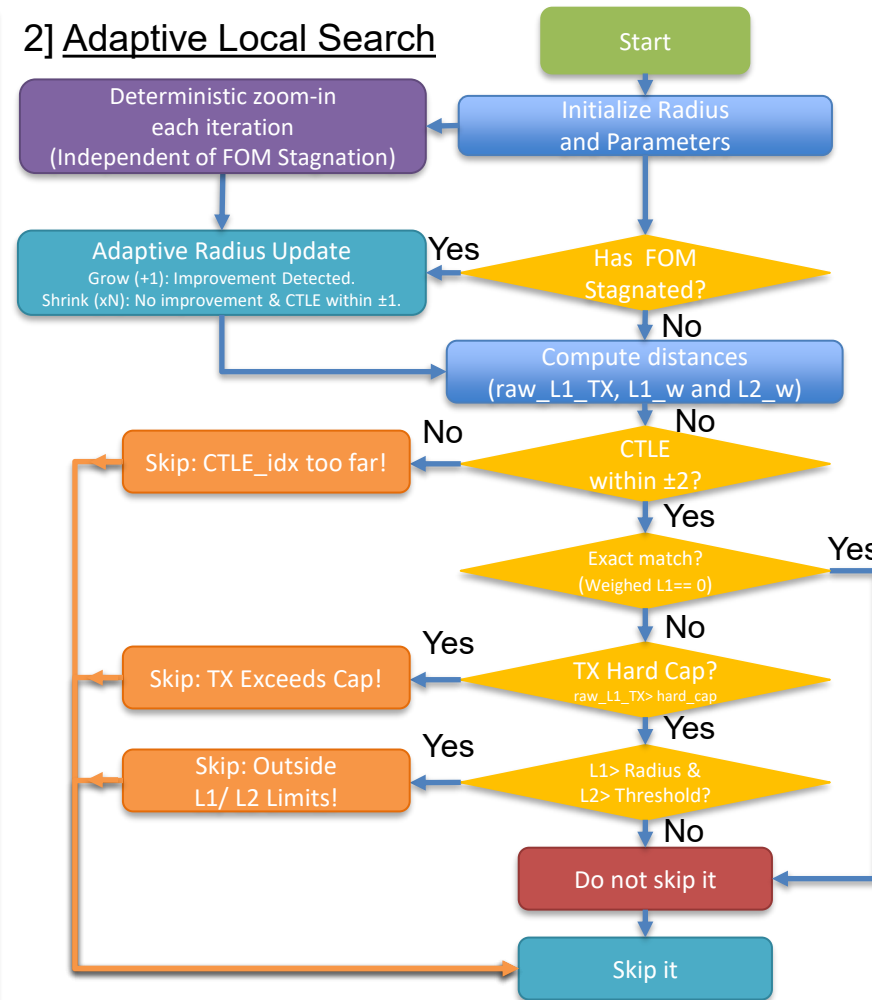 2] Adaptive Local Search
Start
Deterministic zoom-in
each iteration
(Independent of FOM Stagnation)
Initialize Radius
and Parameters
Adaptive Radius Update
Grow (+1): Improvement Detected.
Shrink (xN): No improvement & CTLE within ±1.
Yes
Has FOM
Stagnated?
No
Compute distances
(raw_L1_TX, L1_w and L2_w)
No
Skip: CTLE_idx too far!
No
CTLE
within ±2?
Yes
Exact match?
(Weighed L1== 0)
Yes
No
Skip: TX Exceeds Cap!
Yes
TX Hard Cap?
raw_L1_TX> hard_cap
Yes
Skip: Outside
L1/ L2 Limits!
Yes
L1> Radius &
L2> Threshold?
No
Do not skip it
Skip it